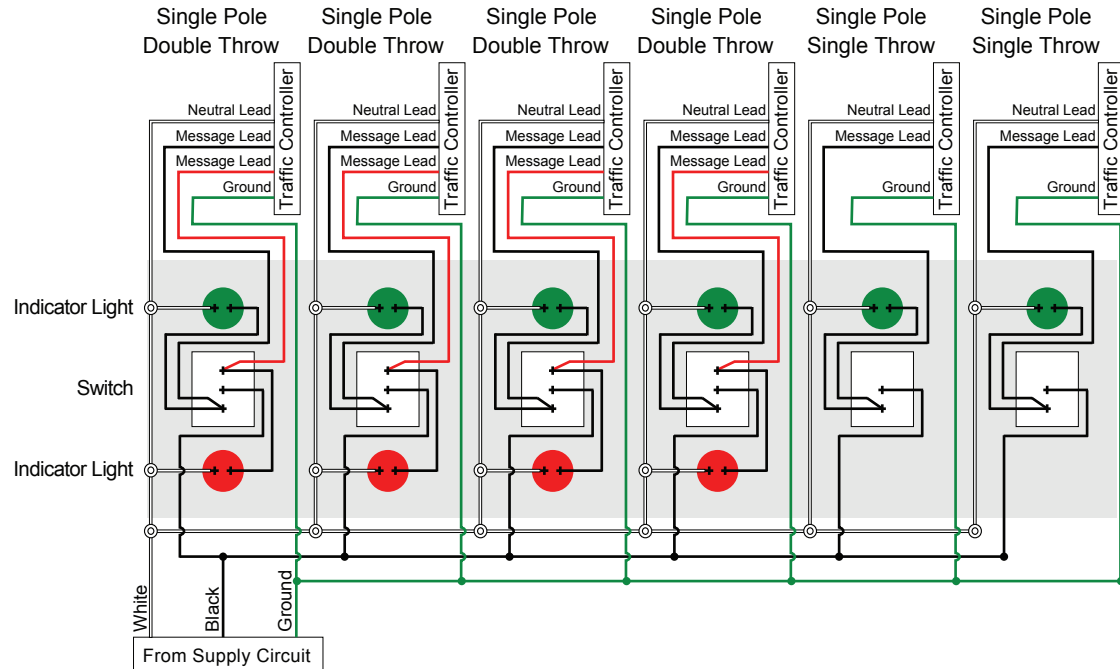 Single Pole
Double Throw
Single Pole
Double Throw
Single Pole
Double Throw
Single Pole
Double Throw
Single Pole
Single Throw
Single Pole
Single Throw
Neutral Lead
Message Lead
Message Lead
Ground
Traffic Controller
Neutral Lead
Message Lead
Message Lead
Ground
Traffic Controller
Neutral Lead
Message Lead
Message Lead
Ground
Traffic Controller
Neutral Lead
Message Lead
Message Lead
Ground
Traffic Controller
Neutral Lead
Message Lead
Ground
Traffic Controller
Neutral Lead
Message Lead
Ground
Traffic Controller
Indicator Light
Switch
Indicator Light
White
Black
Ground
From Supply Circuit